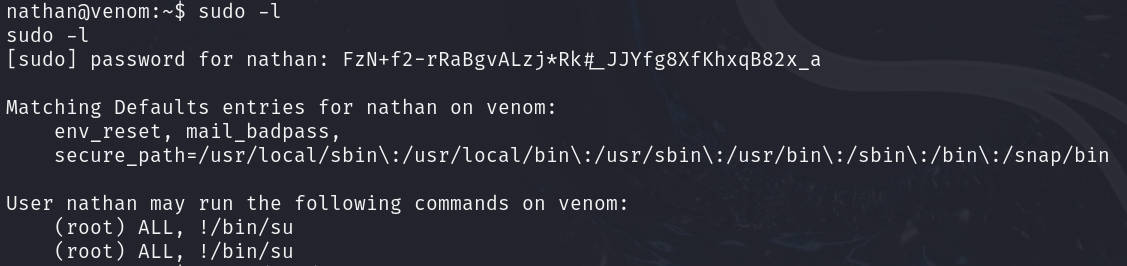 nathan@venom:~$ sudo -l
sudo -l
[sudo] password for nathan: FzN+f2-rRaBgvALzj*Rk#_JJYfg8XfKhxqB82x_a
Matching Defaults entries for nathan on venom:
env_reset, mail_badpass,
secure_path=/usr/local/sbin\:/usr/local/bin\:/usr/sbin\:/usr/bin\:/sbin\:/bin\:/snap/bin
User nathan may run the following commands on venom:
(root) ALL, !/bin/su
(root) ALL, !/bin/su